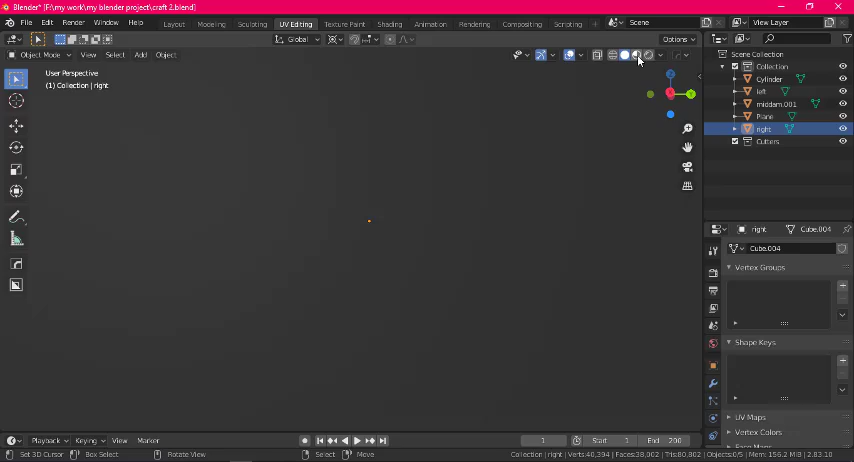 Blender* [F:\my work\my blender project\craft 2.blend]
File Edit Render Window Help Layout Modeling Sculpting UV Editing Texture Paint Shading Animation Rendering Compositing Scripting + Scene View Layer
Global Options
Object Mode View Select Add Object
User Perspective
(1) Collection | right
Z
Y
Scene Collection
Collection
Cylinder
left
middam.001
Plane
right
Cutters
right Cube.004
Cube.004
Vertex Groups
Shape Keys
UV Maps
Vertex Colors
Face Maps
Playback Keying View Marker 1 Start 1 End 200
Set 3D Cursor Box Select Rotate View Select Move Collection | right | Verts:40,394 | Faces:38,002 | Tris:80,802 | Objects:0/5 | Mem: 156.2 MiB | 2.83.10